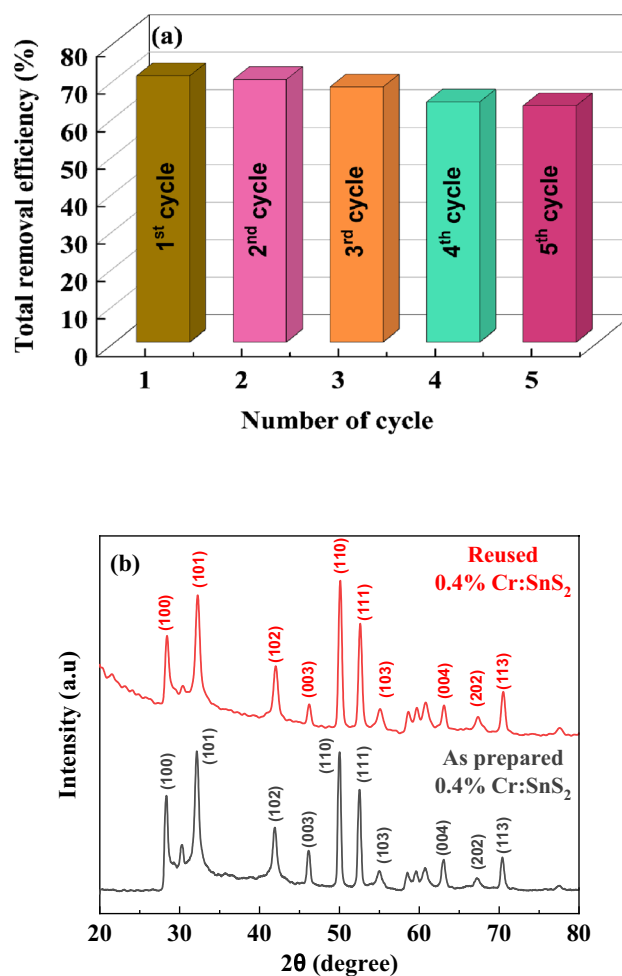 (a)
Total removal efficiency (%)
80
70
60
50
40
30
20
10
0
1st cycle
2nd cycle
3rd cycle
4th cycle
5th cycle
1 2 3 4 5
Number of cycle
(b)
Reused
0.4% Cr:SnS₂
(100)
(101)
(102)
(003)
(110)
(111)
(103)
(004)
(202)
(113)
Intensity (a.u)
As prepared
0.4% Cr:SnS₂
(100)
(101)
(102)
(003)
(110)
(111)
(103)
(004)
(202)
(113)
20 30 40 50 60 70 80
2θ (degree)